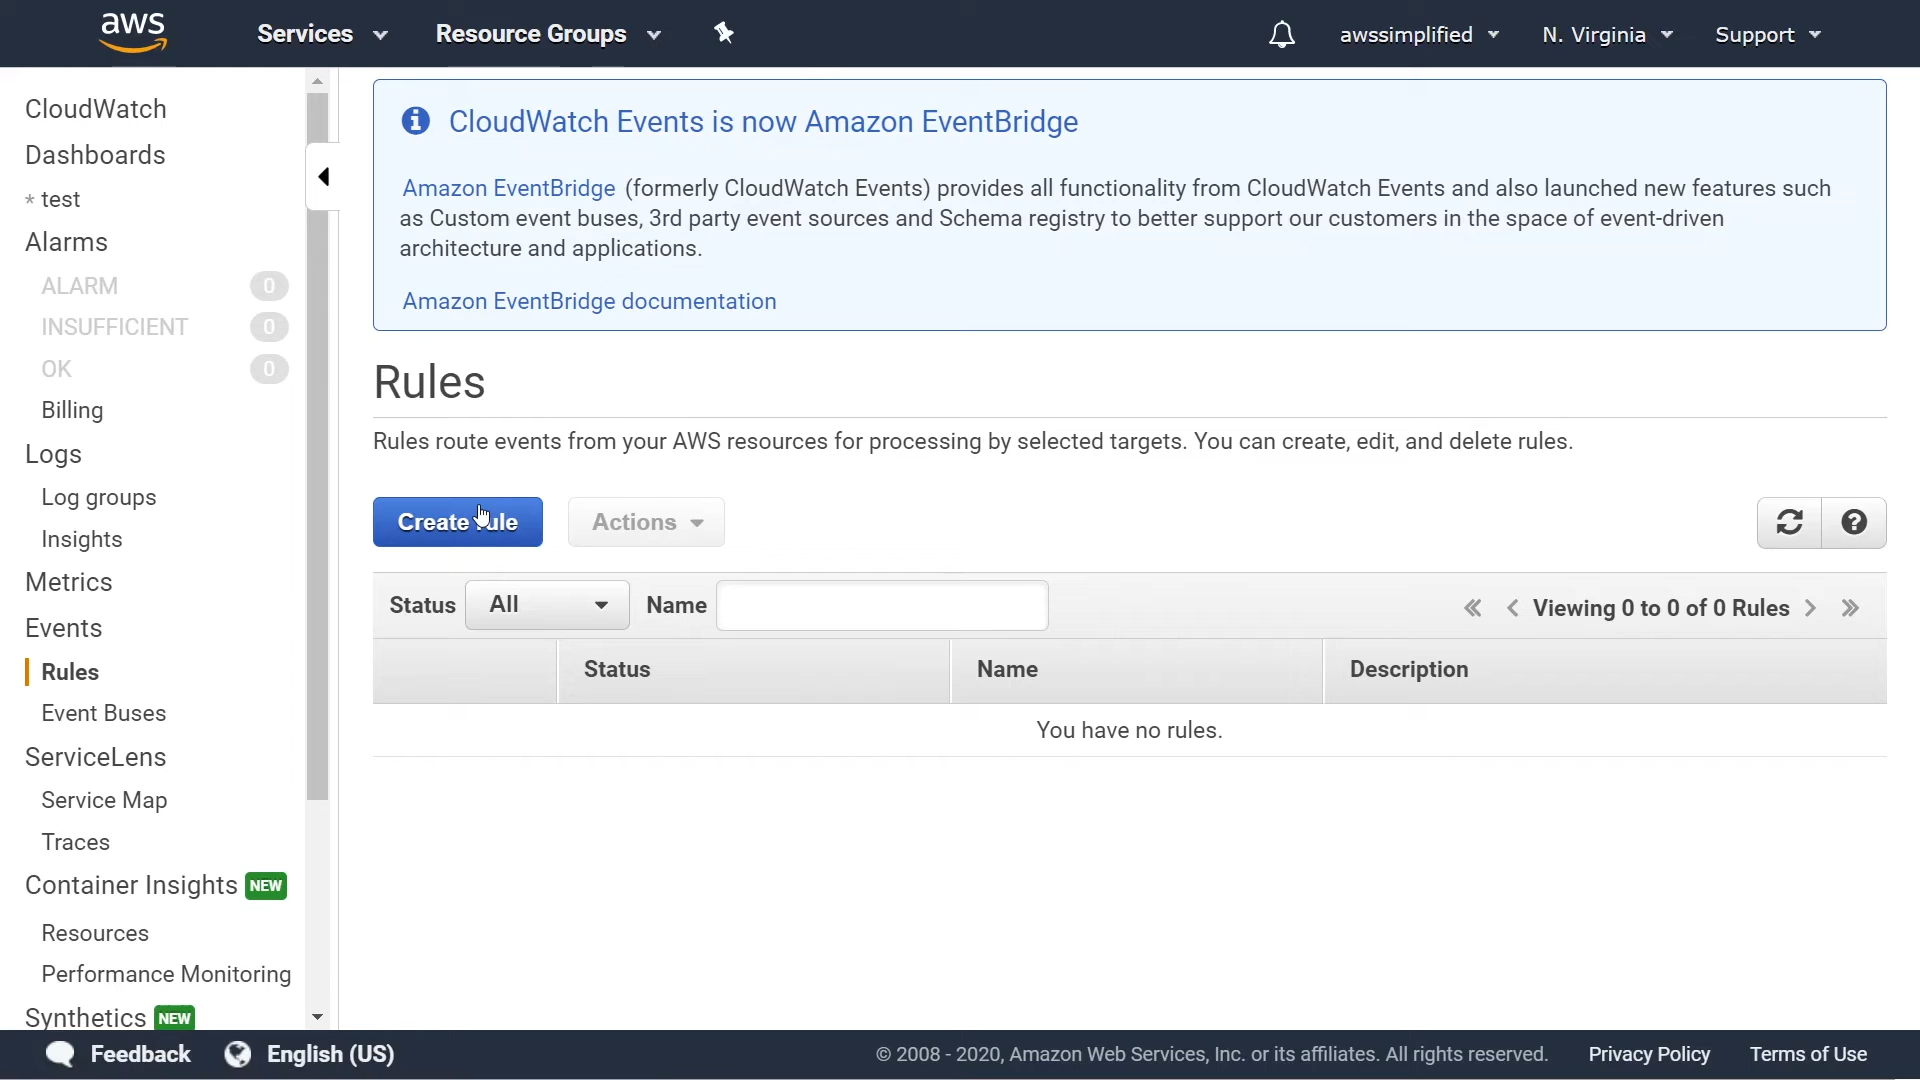 aws
Services
Resource Groups
awssimplified
N. Virginia
Support
CloudWatch
Dashboards
* test
Alarms
ALARM 0
INSUFFICIENT 0
OK 0
Billing
Logs
Log groups
Insights
Metrics
Events
Rules
Event Buses
ServiceLens
Service Map
Traces
Container Insights NEW
Resources
Performance Monitoring
Synthetics NEW
CloudWatch Events is now Amazon EventBridge
Amazon EventBridge (formerly CloudWatch Events) provides all functionality from CloudWatch Events and also launched new features such
as Custom event buses, 3rd party event sources and Schema registry to better support our customers in the space of event-driven
architecture and applications.
Amazon EventBridge documentation
Rules
Rules route events from your AWS resources for processing by selected targets. You can create, edit, and delete rules.
Create rule
Actions
Status All Name
« < Viewing 0 to 0 of 0 Rules > »
Status Name Description
You have no rules.
Feedback
English (US)
© 2008 - 2020, Amazon Web Services, Inc. or its affiliates. All rights reserved.
Privacy Policy
Terms of Use